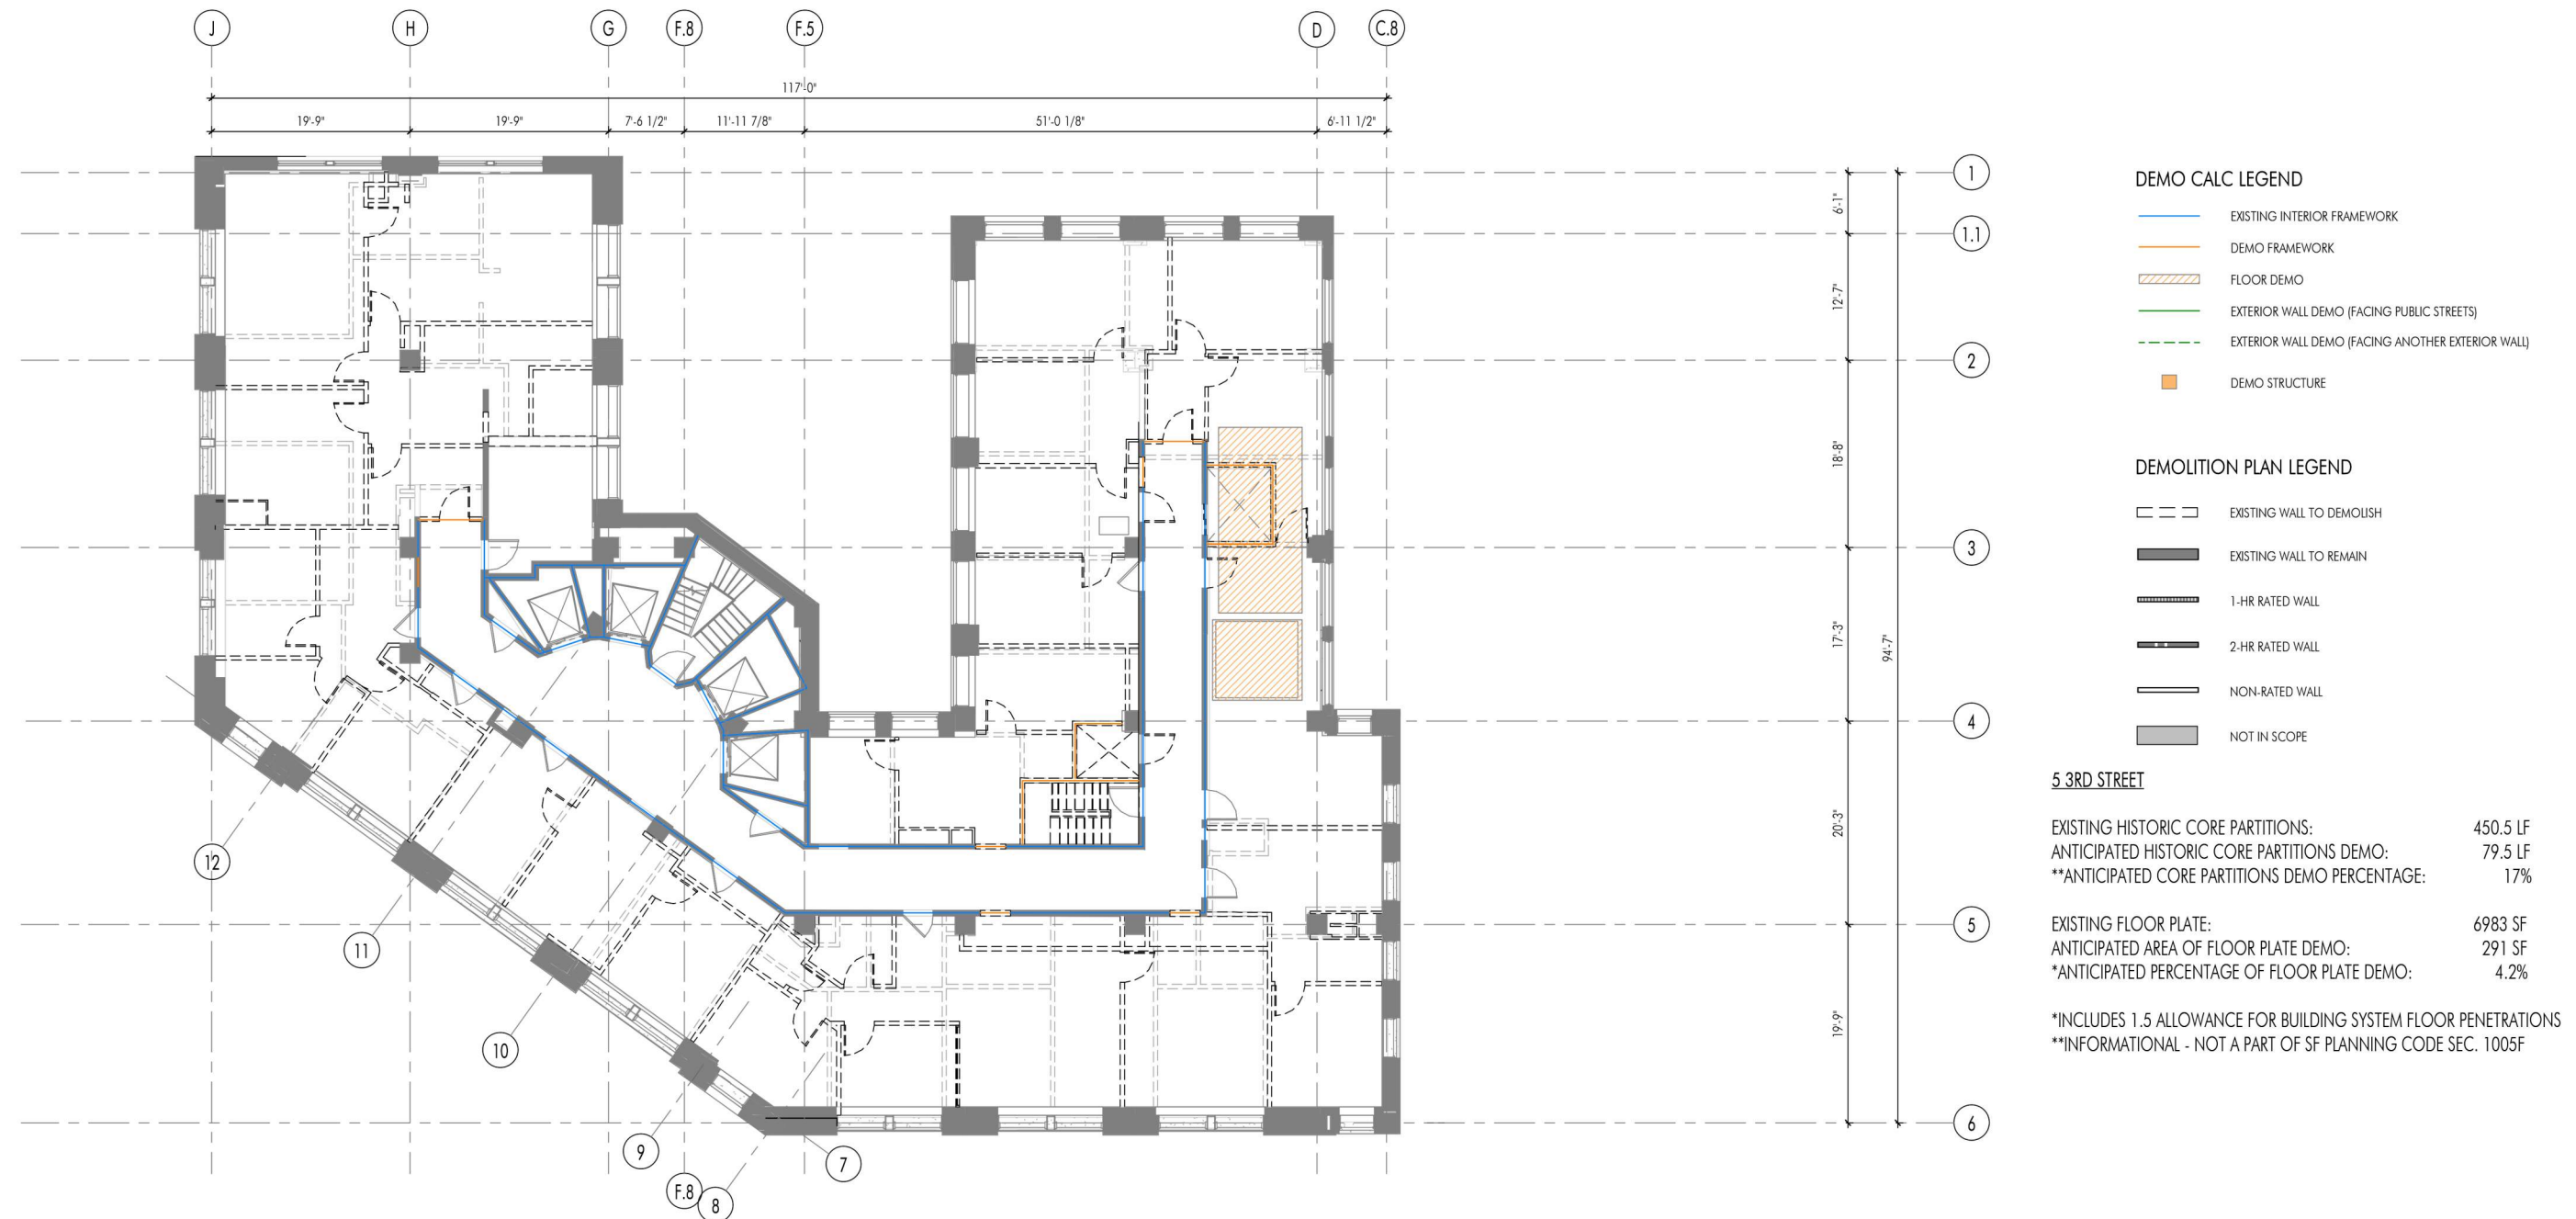 J H G F.8 F.5 D C.8
117'-0"
19'-9" 19'-9" 7'-6 1/2" 11'-11 7/8" 51'-0 1/8" 6'-11 1/2"
1
6'-1"
1.1
12'-7"
2
18'-8"
3
17'-3"
94'-7"
4
20'-3"
5
19'-9"
6
12
11
10
9
7
F.8
8
DEMO CALC LEGEND
EXISTING INTERIOR FRAMEWORK
DEMO FRAMEWORK
FLOOR DEMO
EXTERIOR WALL DEMO (FACING PUBLIC STREETS)
EXTERIOR WALL DEMO (FACING ANOTHER EXTERIOR WALL)
DEMO STRUCTURE
DEMOLITION PLAN LEGEND
EXISTING WALL TO DEMOLISH
EXISTING WALL TO REMAIN
1-HR RATED WALL
2-HR RATED WALL
NON-RATED WALL
NOT IN SCOPE
5 3RD STREET
EXISTING HISTORIC CORE PARTITIONS: 450.5 LF
ANTICIPATED HISTORIC CORE PARTITIONS DEMO: 79.5 LF
**ANTICIPATED CORE PARTITIONS DEMO PERCENTAGE: 17%
EXISTING FLOOR PLATE: 6983 SF
ANTICIPATED AREA OF FLOOR PLATE DEMO: 291 SF
*ANTICIPATED PERCENTAGE OF FLOOR PLATE DEMO: 4.2%
*INCLUDES 1.5 ALLOWANCE FOR BUILDING SYSTEM FLOOR PENETRATIONS
**INFORMATIONAL - NOT A PART OF SF PLANNING CODE SEC. 1005F